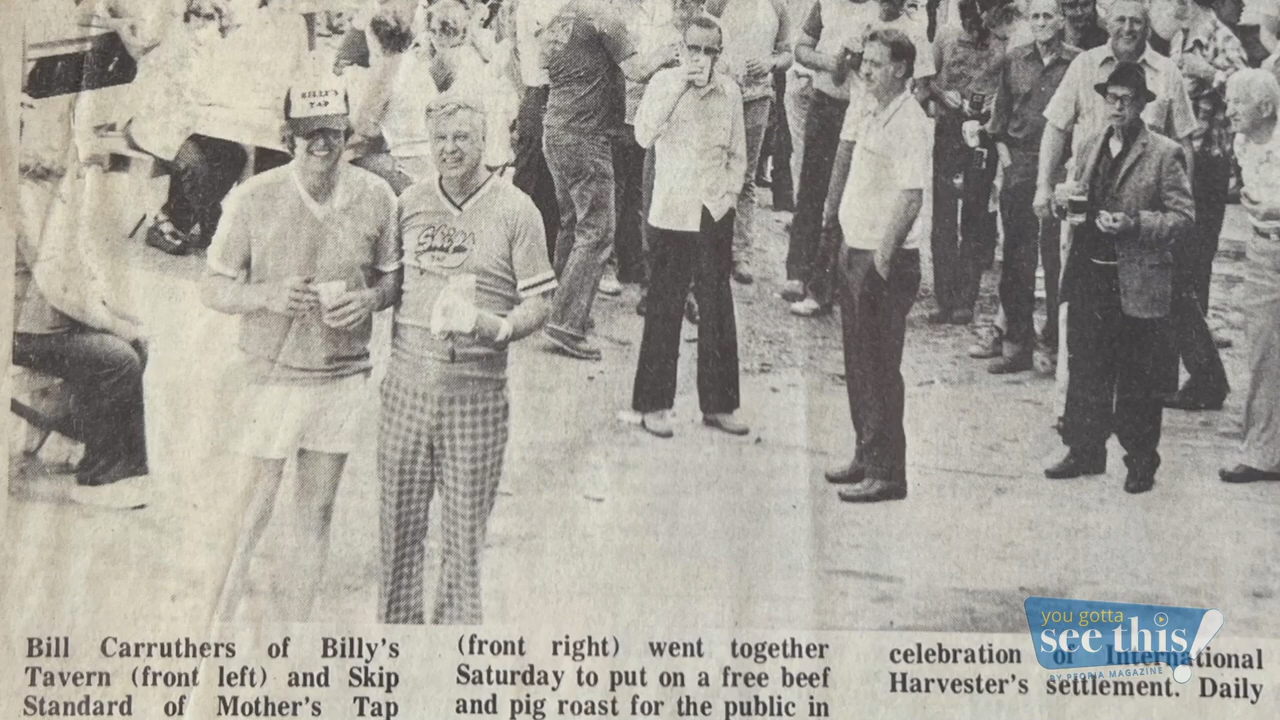 BILLY'S
TAP
Bill Carruthers of Billy's
Tavern (front left) and Skip
Standard of Mother's Tap
(front right) went together
Saturday to put on a free beef
and pig roast for the public in
celebration of International
Harvester's settlement. Daily
you gotta
see this!
BY PEORIA MAGAZINE